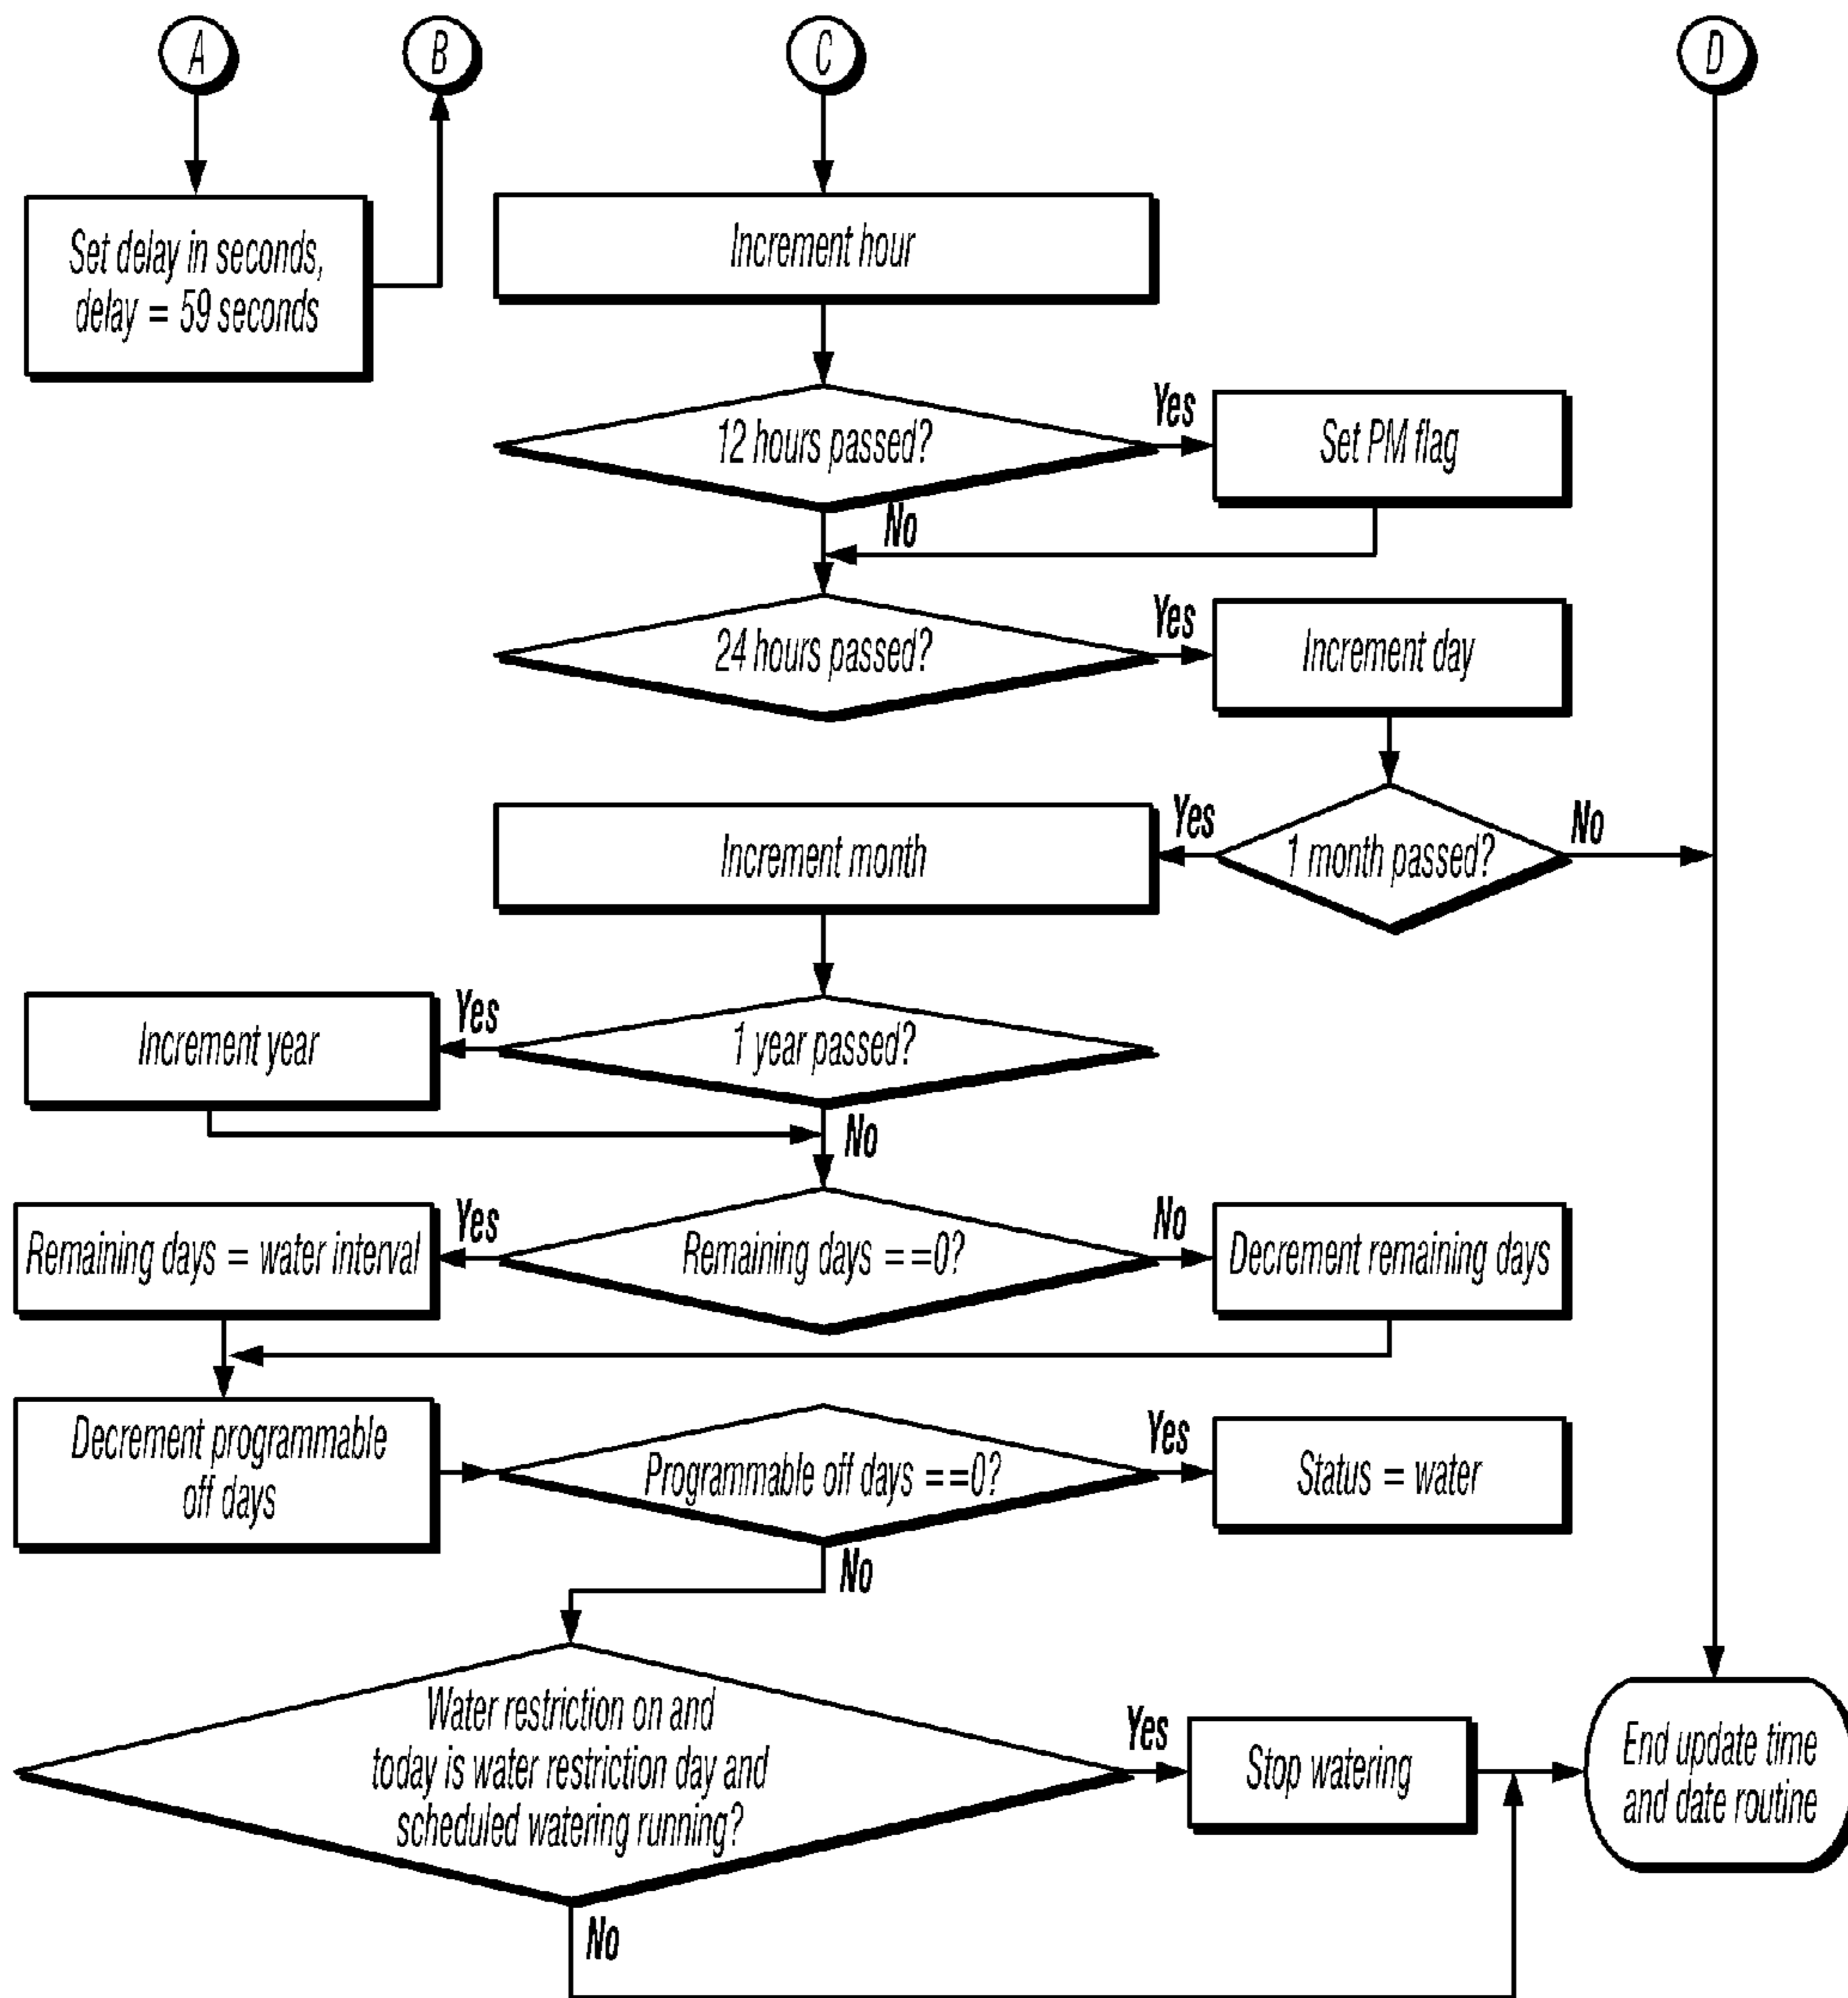 A
B
C
D
Set delay in seconds,
delay = 59 seconds
Increment hour
12 hours passed?
Yes
Set PM flag
No
24 hours passed?
Yes
Increment day
Increment month
Yes
1 month passed?
No
Increment year
Yes
1 year passed?
No
Remaining days = water interval
Yes
Remaining days ==0?
No
Decrement remaining days
Decrement programmable
off days
Programmable off days ==0?
Yes
Status = water
No
Water restriction on and
today is water restriction day and
scheduled watering running?
Yes
Stop watering
End update time
and date routine
No